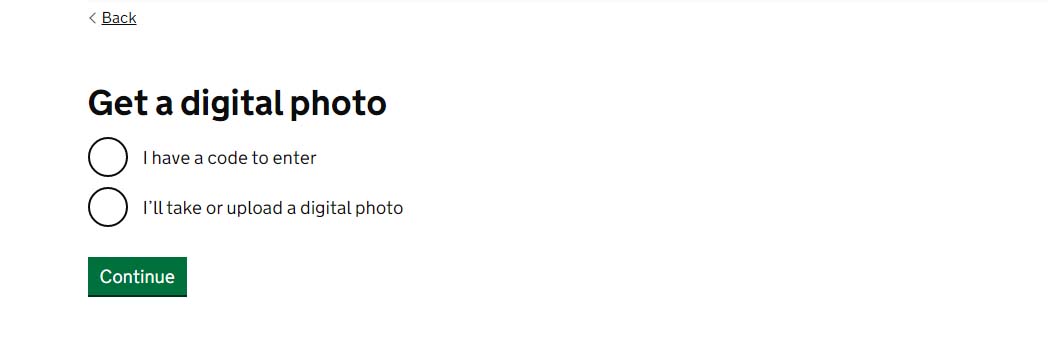 Back
Get a digital photo
I have a code to enter
I’ll take or upload a digital photo
Continue